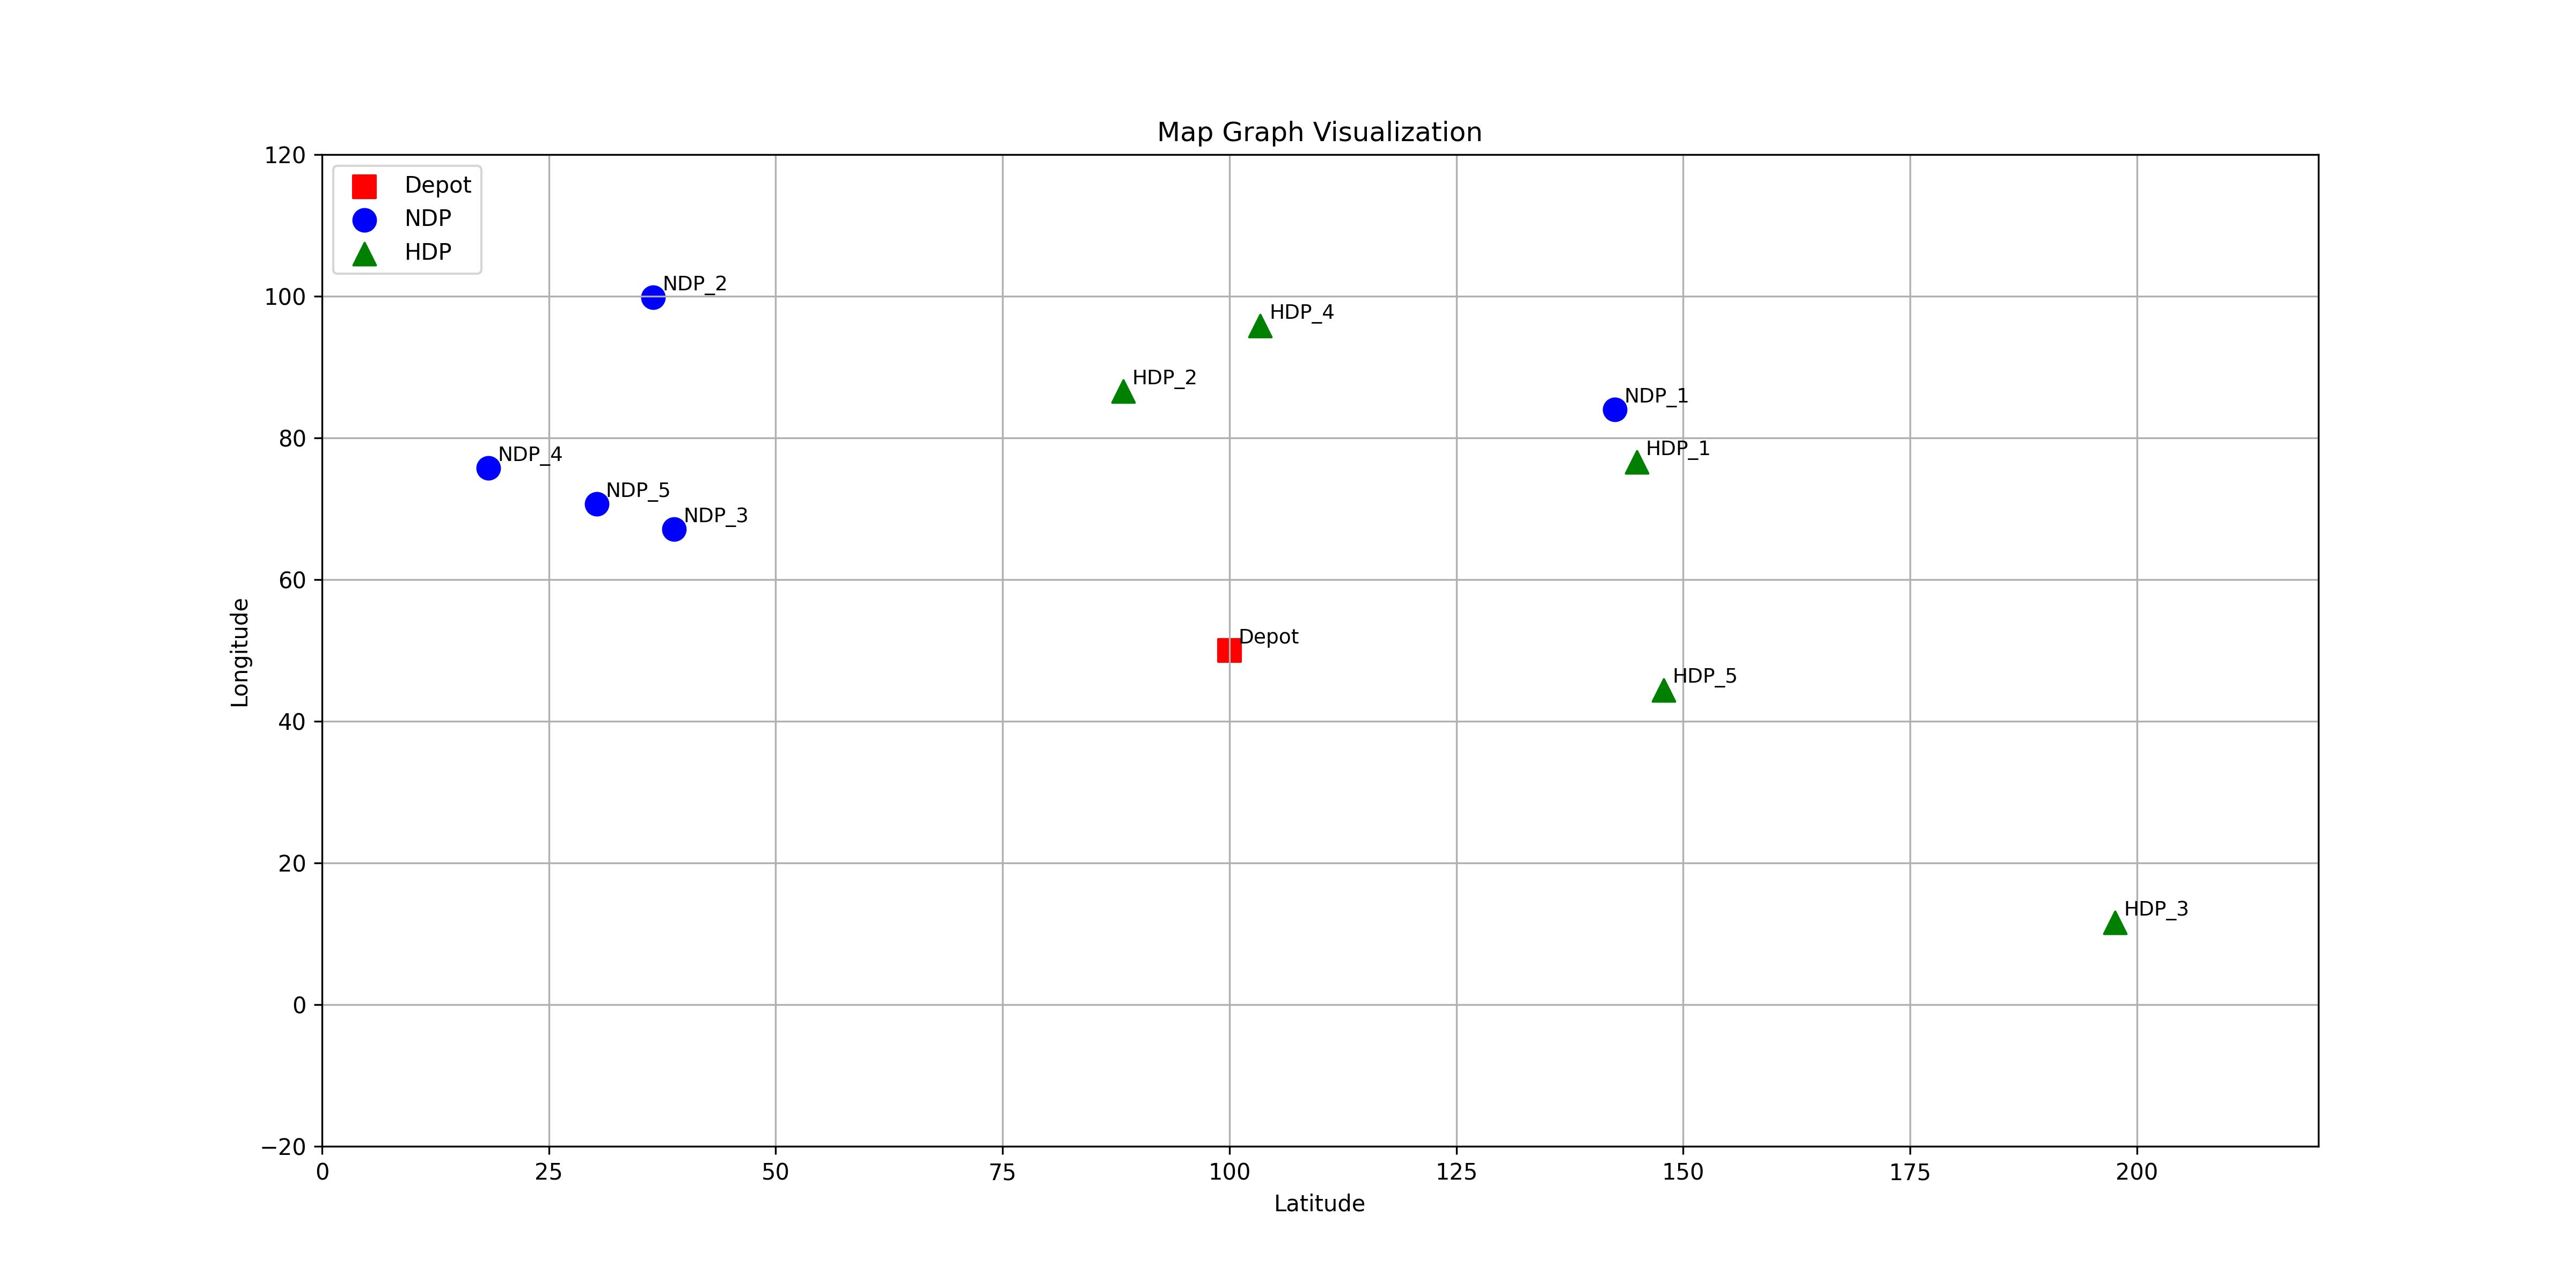 Map Graph Visualization
120
100
80
60
40
20
0
−20
Longitude
Depot
NDP
HDP
NDP_2
HDP_4
HDP_2
NDP_1
NDP_4
HDP_1
NDP_5
NDP_3
Depot
HDP_5
HDP_3
0 25 50 75 100 125 150 175 200
Latitude